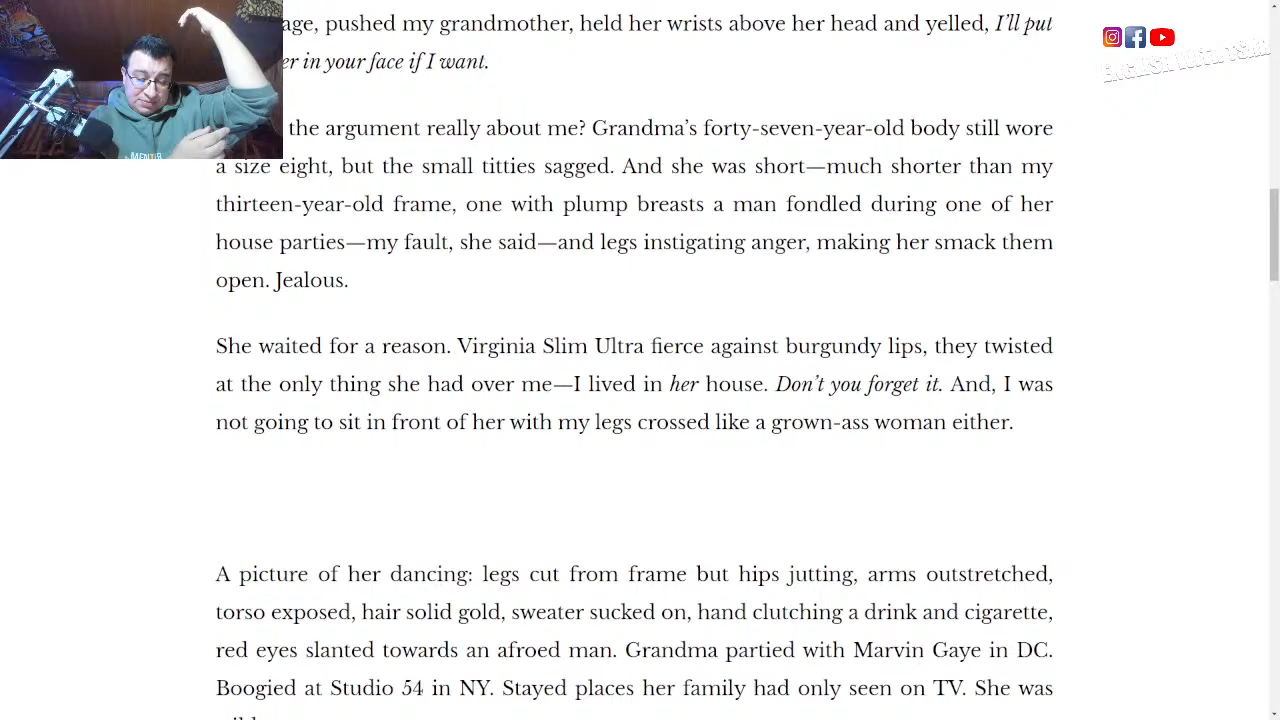 age, pushed my grandmother, held her wrists above her head and yelled, I'll put
er in your face if I want.
the argument really about me? Grandma's forty-seven-year-old body still wore
a size eight, but the small titties sagged. And she was short—much shorter than my
thirteen-year-old frame, one with plump breasts a man fondled during one of her
house parties—my fault, she said—and legs instigating anger, making her smack them
open. Jealous.
She waited for a reason. Virginia Slim Ultra fierce against burgundy lips, they twisted
at the only thing she had over me—I lived in her house. Don't you forget it. And, I was
not going to sit in front of her with my legs crossed like a grown-ass woman either.
A picture of her dancing: legs cut from frame but hips jutting, arms outstretched,
torso exposed, hair solid gold, sweater sucked on, hand clutching a drink and cigarette,
red eyes slanted towards an afroed man. Grandma partied with Marvin Gaye in DC.
Boogied at Studio 54 in NY. Stayed places her family had only seen on TV. She was
ENGLISH WITH